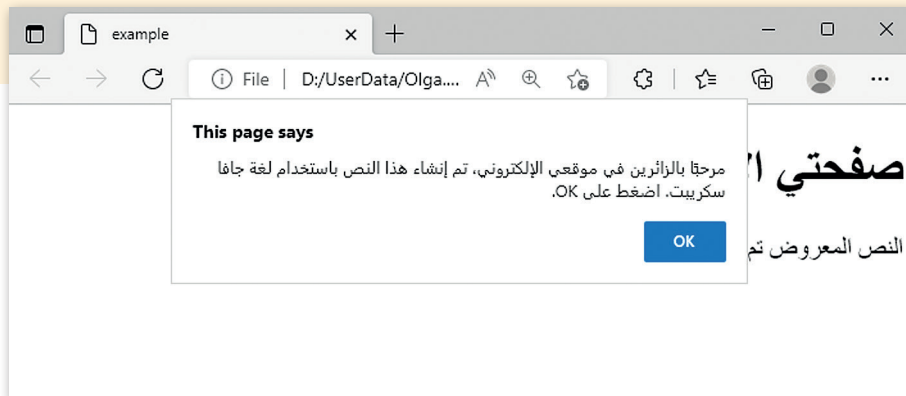 example
File
D:/UserData/Olga....
This page says
مرحبًا بالزائرين في موقعي الإلكتروني، تم إنشاء هذا النص باستخدام لغة جافا
سكريبت. اضغط على OK.
OK
صفحتي
النص المعروض تم